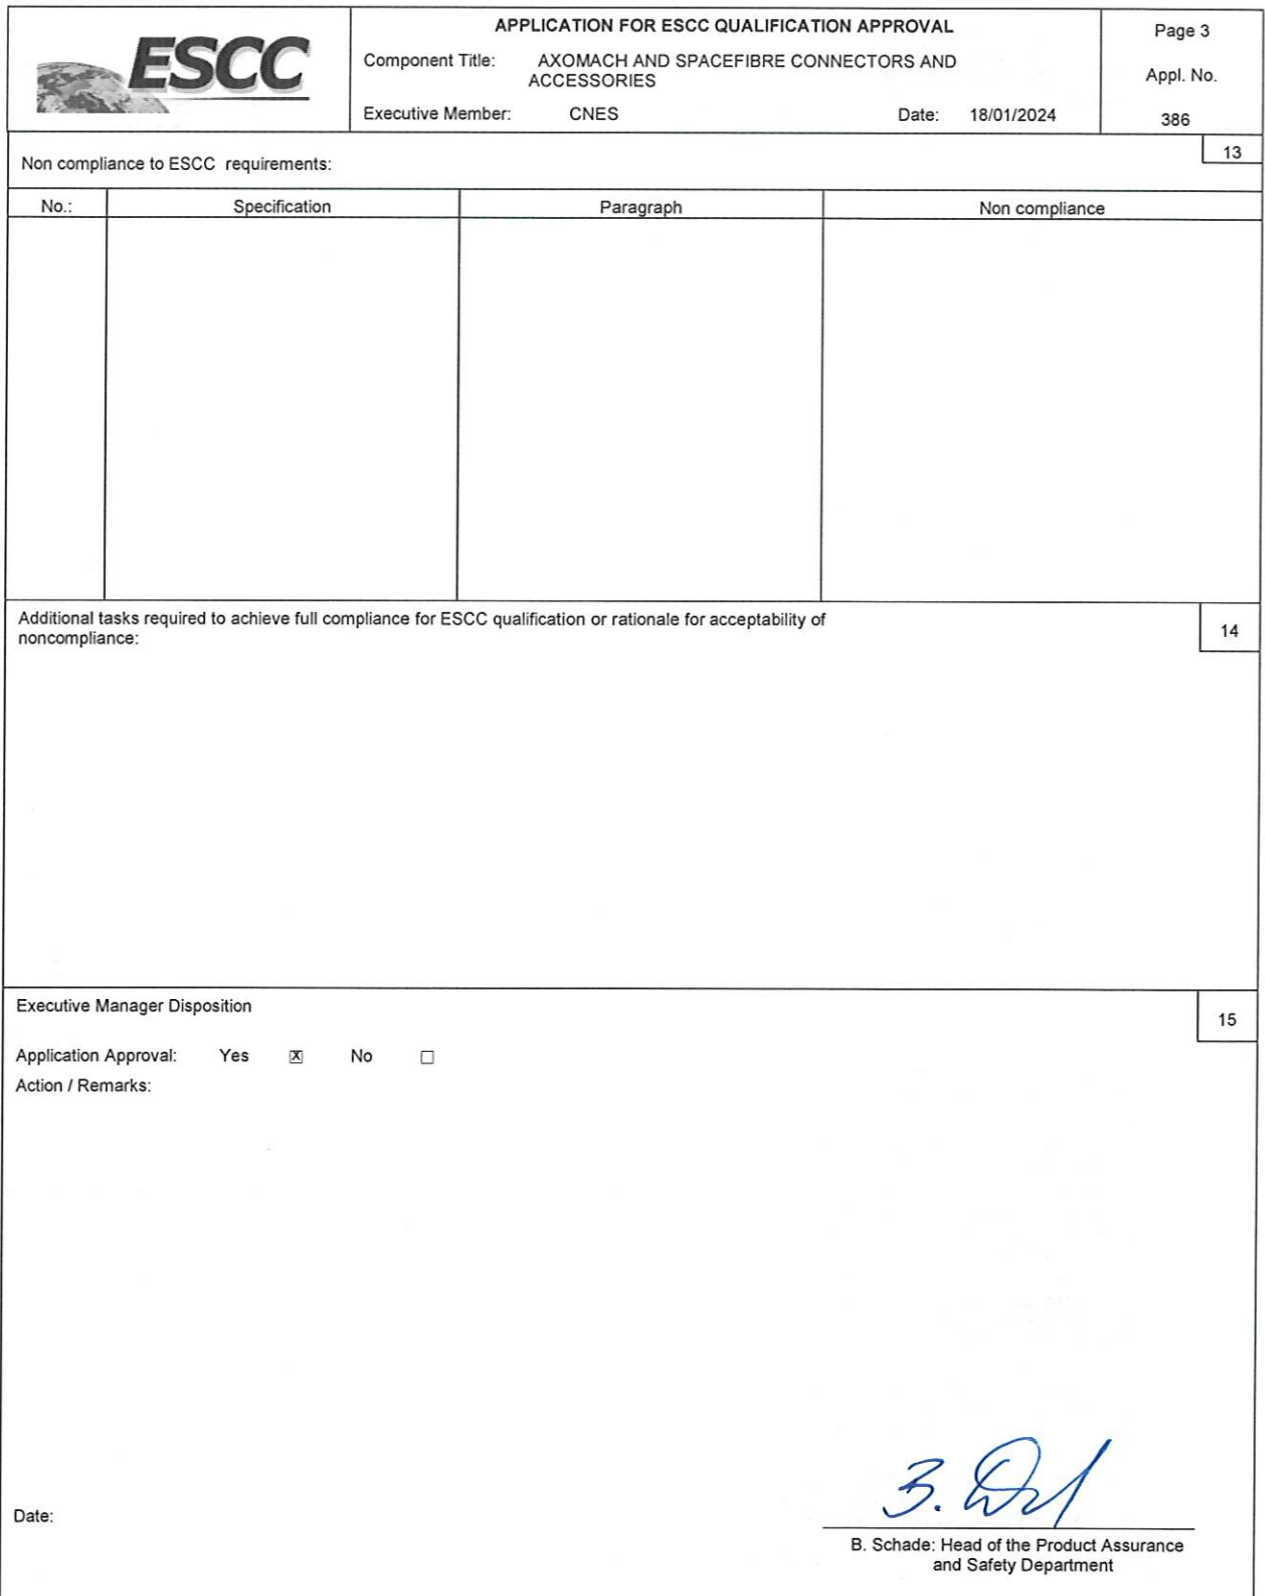 ESCC
APPLICATION FOR ESCC QUALIFICATION APPROVAL
Component Title: AXOMACH AND SPACEFIBRE CONNECTORS AND
ACCESSORIES
Executive Member: CNES Date: 18/01/2024
Page 3
Appl. No.
386
Non compliance to ESCC requirements:
13
No.: Specification Paragraph Non compliance
Additional tasks required to achieve full compliance for ESCC qualification or rationale for acceptability of
noncompliance:
14
Executive Manager Disposition
15
Application Approval: Yes ☒ No ☐
Action / Remarks:
Date:
B. Schade: Head of the Product Assurance
and Safety Department